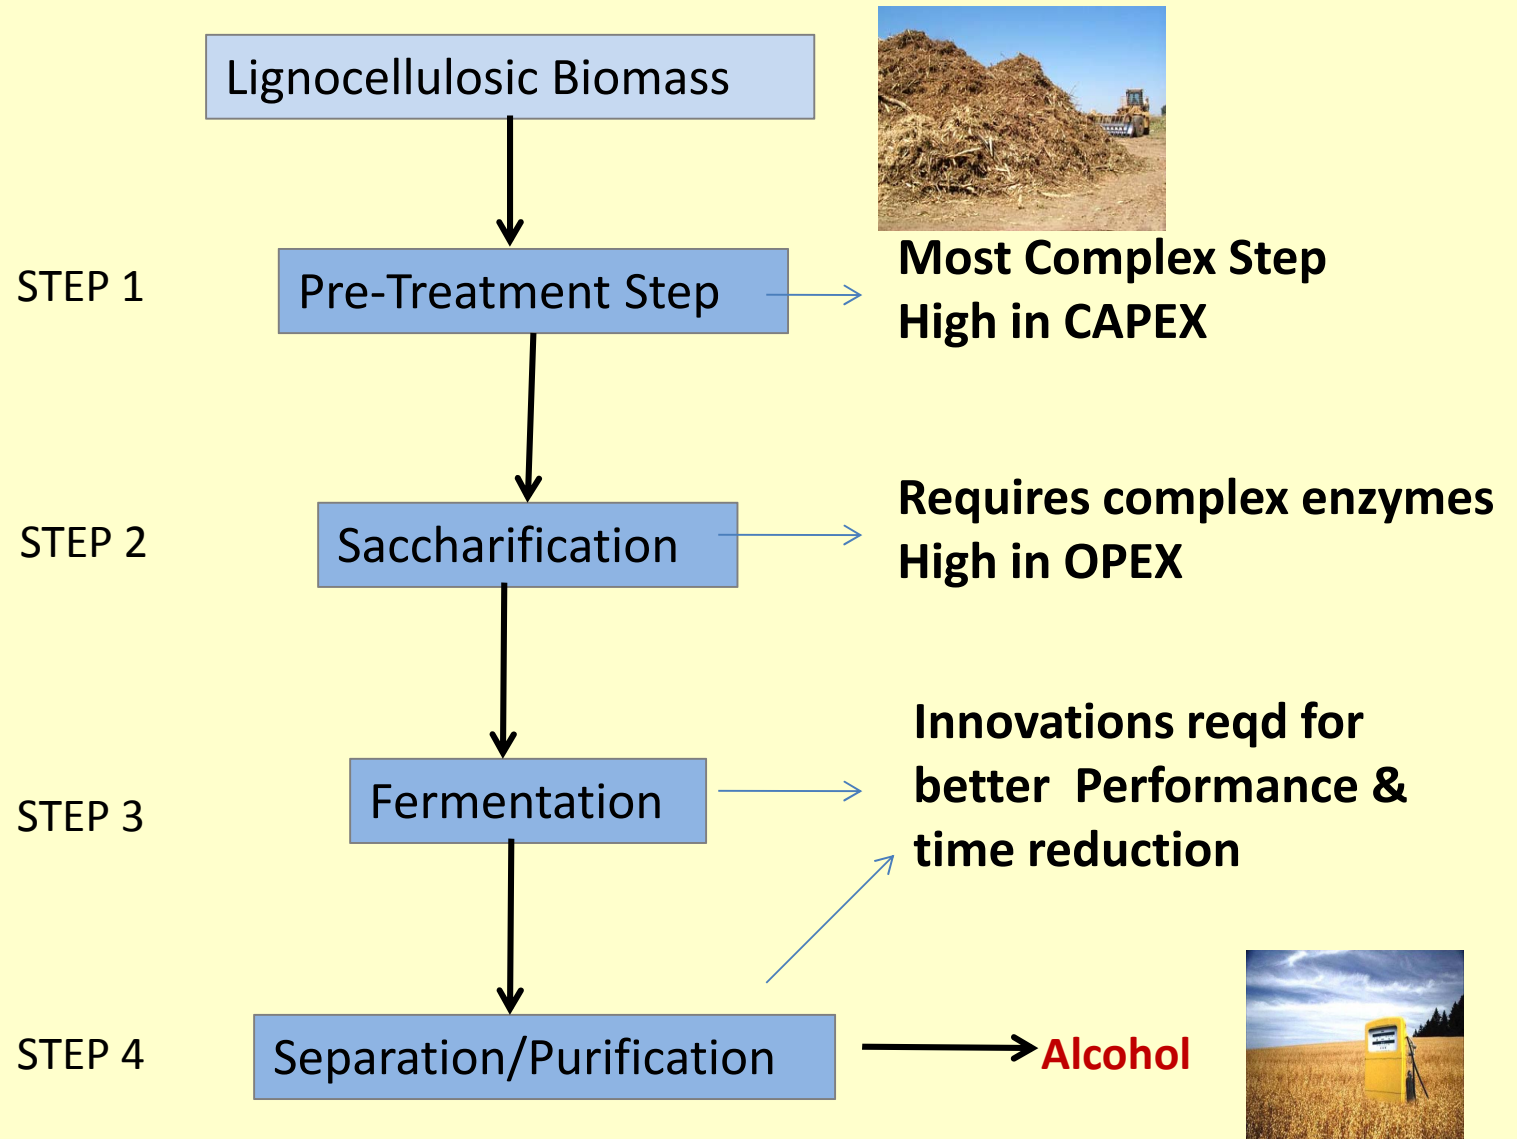 Lignocellulosic Biomass
STEP 1
Pre-Treatment Step
Most Complex Step
High in CAPEX
STEP 2
Saccharification
Requires complex enzymes
High in OPEX
STEP 3
Fermentation
Innovations reqd for
better  Performance &
time reduction
STEP 4
Separation/Purification
Alcohol